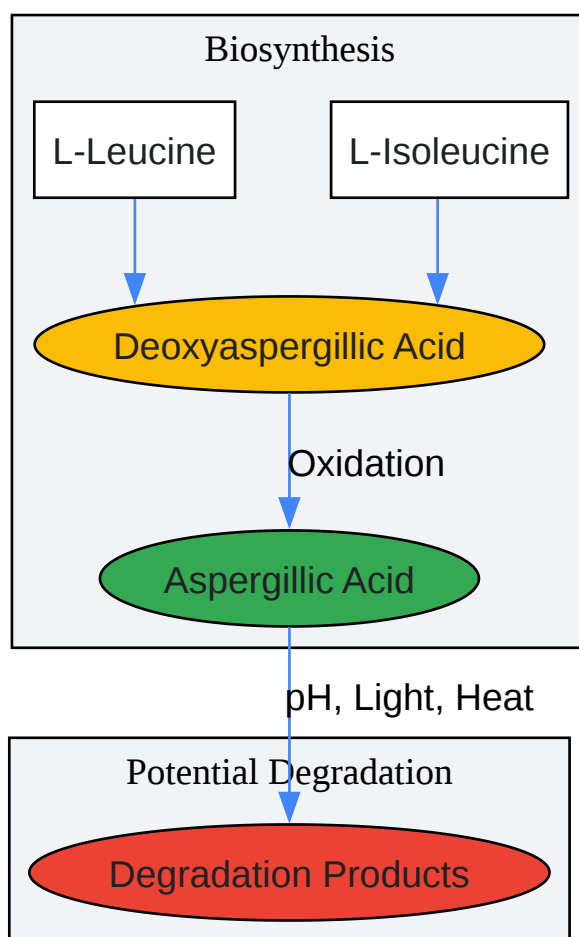 Biosynthesis
L-Leucine
L-Isoleucine
Deoxyaspergillic Acid
Oxidation
Aspergillic Acid
pH, Light, Heat
Potential Degradation
Degradation Products